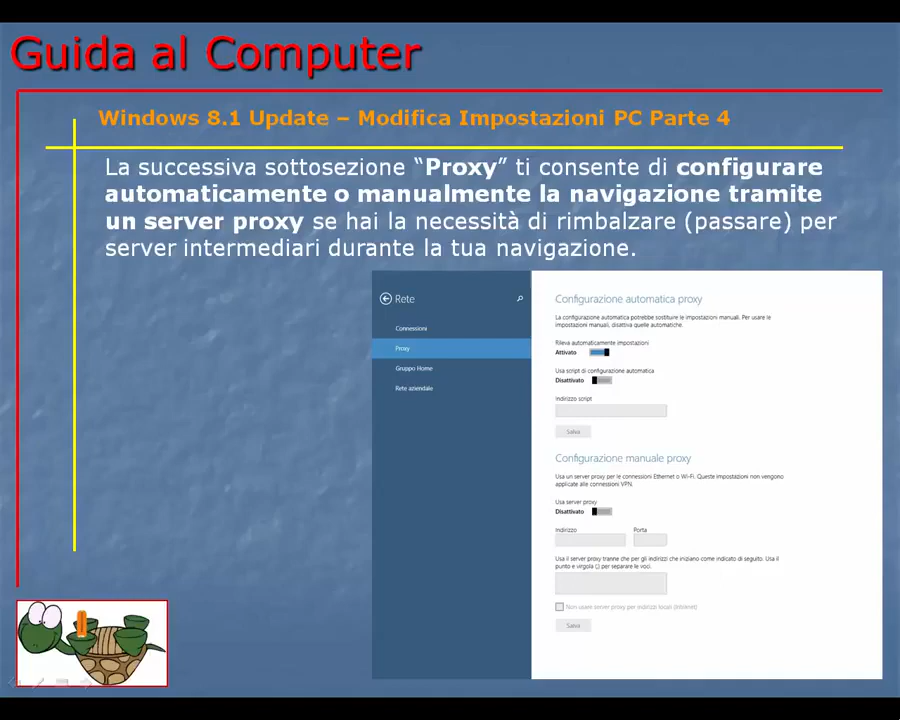 Guida al Computer
Windows 8.1 Update – Modifica Impostazioni PC Parte 4
La successiva sottosezione “Proxy” ti consente di configurare
automaticamente o manualmente la navigazione tramite
un server proxy se hai la necessità di rimbalzare (passare) per
server intermediari durante la tua navigazione.
Rete
Connessioni
Proxy
Gruppo Home
Rete aziendale
Configurazione automatica proxy
La configurazione automatica potrebbe sostituire le impostazioni manuali. Per usare le
impostazioni manuali, disattiva quelle automatiche.
Rileva automaticamente impostazioni
Attivato
Usa script di configurazione automatica
Disattivato
Indirizzo script
Salva
Configurazione manuale proxy
Usa un server proxy per le connessioni Ethernet o Wi-Fi. Queste impostazioni non vengono
applicate alle connessioni VPN.
Usa server proxy
Disattivato
Indirizzo Porta
Usa il server proxy tranne che per gli indirizzi che iniziano come indicato di seguito. Usa il
punto e virgola (;) per separare le voci.
Non usare server proxy per indirizzi locali (Intranet)
Salva